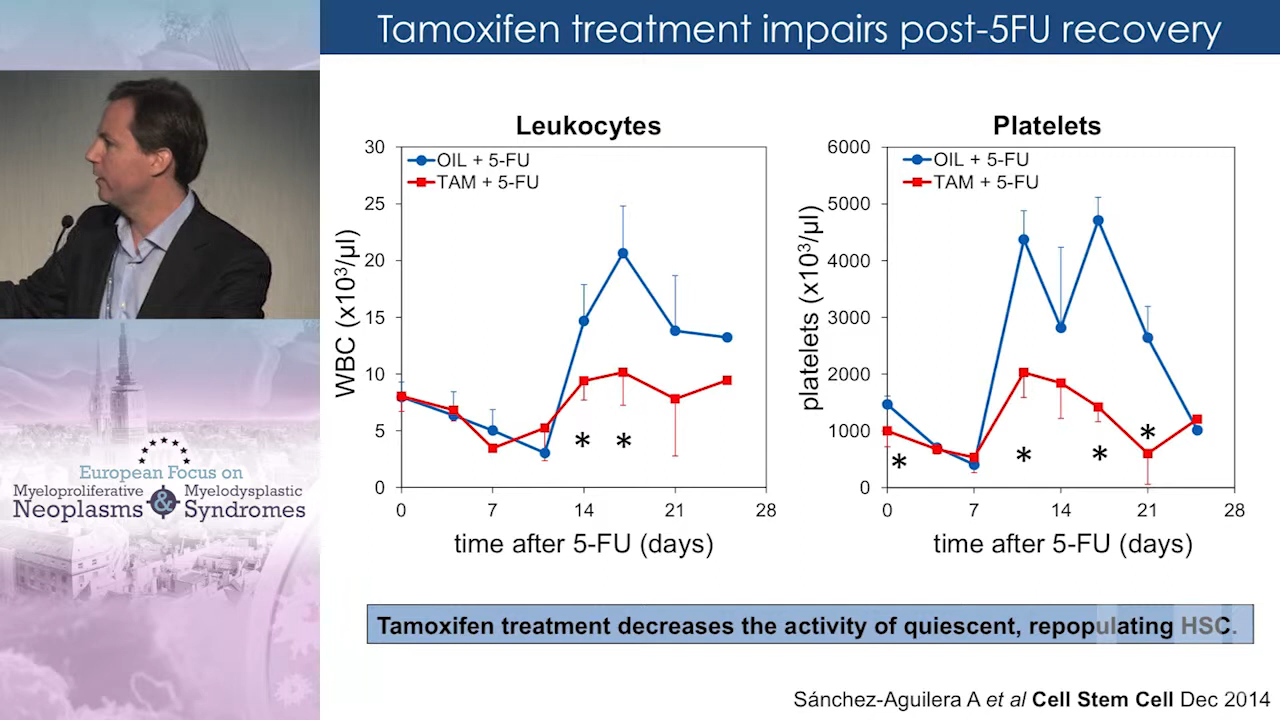 Tamoxifen treatment impairs post-5FU recovery
Leukocytes
OIL + 5-FU
TAM + 5-FU
WBC (x10³/µl)
30
25
20
15
10
5
0
* *
0 7 14 21 28
time after 5-FU (days)
Platelets
OIL + 5-FU
TAM + 5-FU
platelets (x10³/µl)
6000
5000
4000
3000
2000
1000
0
* * * *
0 7 14 21 28
time after 5-FU (days)
Tamoxifen treatment decreases the activity of quiescent, repopulating HSC.
Sánchez-Aguilera A et al Cell Stem Cell Dec 2014
European Focus on
Myeloproliferative & Myelodysplastic
Neoplasms Syndromes